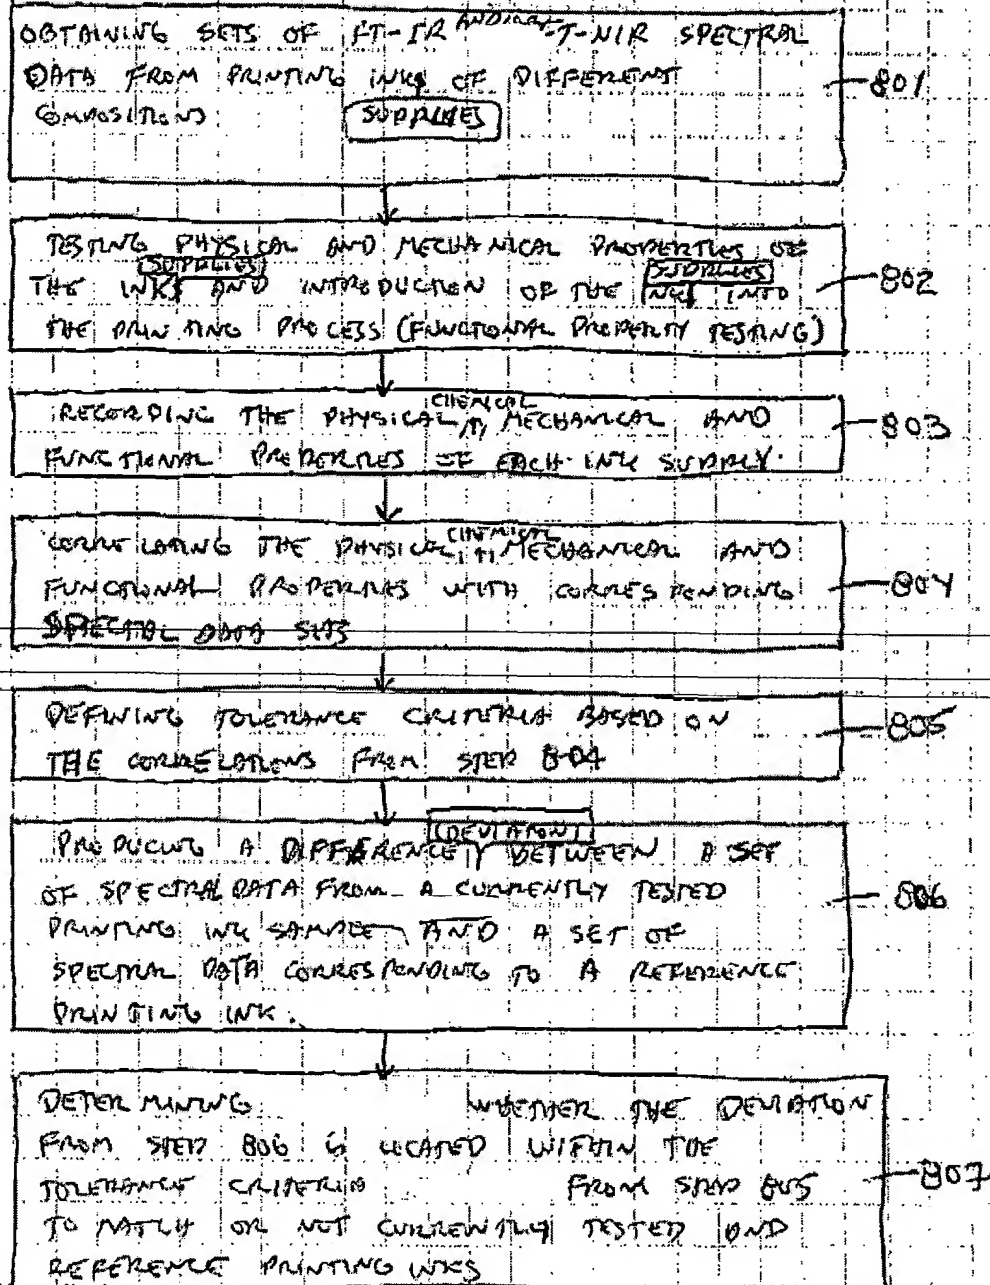 OBTAINING SETS OF FT-IR AND/OR FT-NIR SPECTRAL
DATA FROM PRINTING INKS OF DIFFERENT
COMPOSITIONS SUPPLIES
801
TESTING PHYSICAL AND MECHANICAL PROPERTIES OF
(SUPPLIES) SUPPLIES
THE INKS AND INTRODUCTION OF THE INKS INTO
THE PRINTING PROCESS (FUNCTIONAL PROPERTY TESTING)
802
CHEMICAL
RECORDING THE PHYSICAL, MECHANICAL AND
FUNCTIONAL PROPERTIES OF EACH INK SUPPLY.
803
CHEMICAL
CORRELATING THE PHYSICAL, MECHANICAL AND
FUNCTIONAL PROPERTIES WITH CORRESPONDING
SPECTRAL DATA SETS
804
DEFINING TOLERANCE CRITERIA BASED ON
THE CORRELATIONS FROM STEP 804
805
(DEVIATION)
PRODUCING A DIFFERENCE BETWEEN A SET
OF SPECTRAL DATA FROM A CURRENTLY TESTED
PRINTING INK SAMPLE AND A SET OF
SPECTRAL DATA CORRESPONDING TO A REFERENCE
PRINTING INK.
806
DETERMINING WHETHER THE DEVIATION
FROM STEP 806 IS LOCATED WITHIN THE
TOLERANCE CRITERIA FROM STEP 805
TO MATCH OR NOT CURRENTLY TESTED AND
REFERENCE PRINTING INKS
807